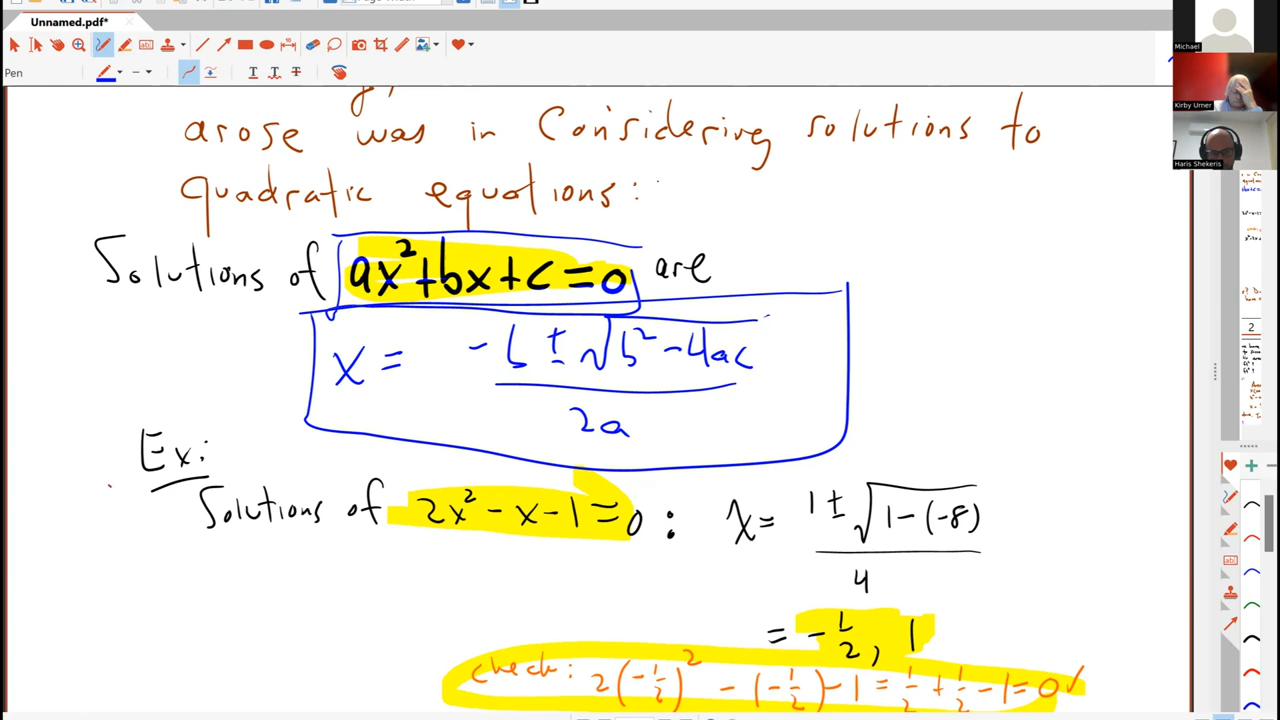 Unnamed.pdf*
Michael
Pen
Kirby Urner
Haris Shekeris
arose was in Considering solutions to
quadratic equations:
Solutions of ax²+bx+c=0 are
x = -b ± √b²-4ac
2a
Ex:
Solutions of 2x²-x-1=0 : x= 1±√1-(-8)
4
= -1/2, 1
check: 2(-1/2)² - (-1/2)-1 = 1/2 + 1/2 -1=0✓
2